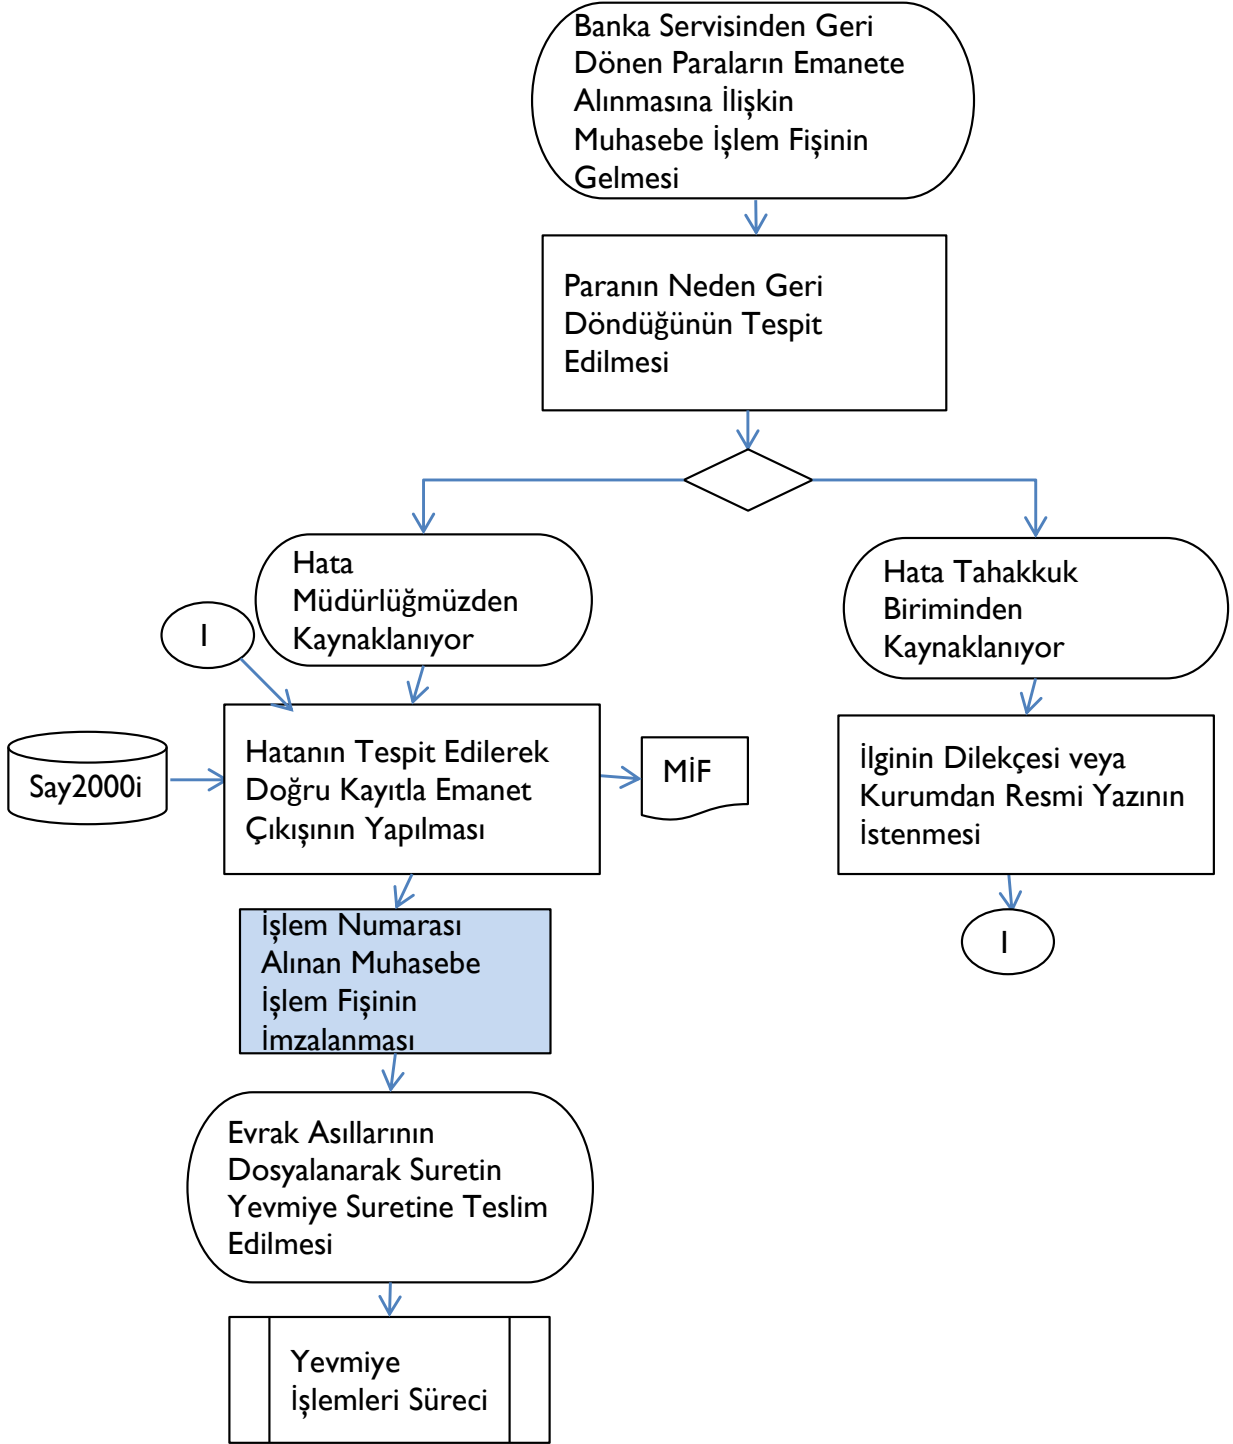 Banka Servisinden Geri
Dönen Paraların Emanete
Alınmasına İlişkin
Muhasebe İşlem Fişinin
Gelmesi
Paranın Neden Geri
Döndüğünün Tespit
Edilmesi
Hata
Müdürlüğmüzden
Kaynaklanıyor
Hata Tahakkuk
Biriminden
Kaynaklanıyor
1
Say2000i
Hatanın Tespit Edilerek
Doğru Kayıtla Emanet
Çıkışının Yapılması
MİF
İlginin Dilekçesi veya
Kurumdan Resmi Yazının
İstenmesi
1
İşlem Numarası
Alınan Muhasebe
İşlem Fişinin
İmzalanması
Evrak Asıllarının
Dosyalanarak Suretin
Yevmiye Suretine Teslim
Edilmesi
Yevmiye
İşlemleri Süreci